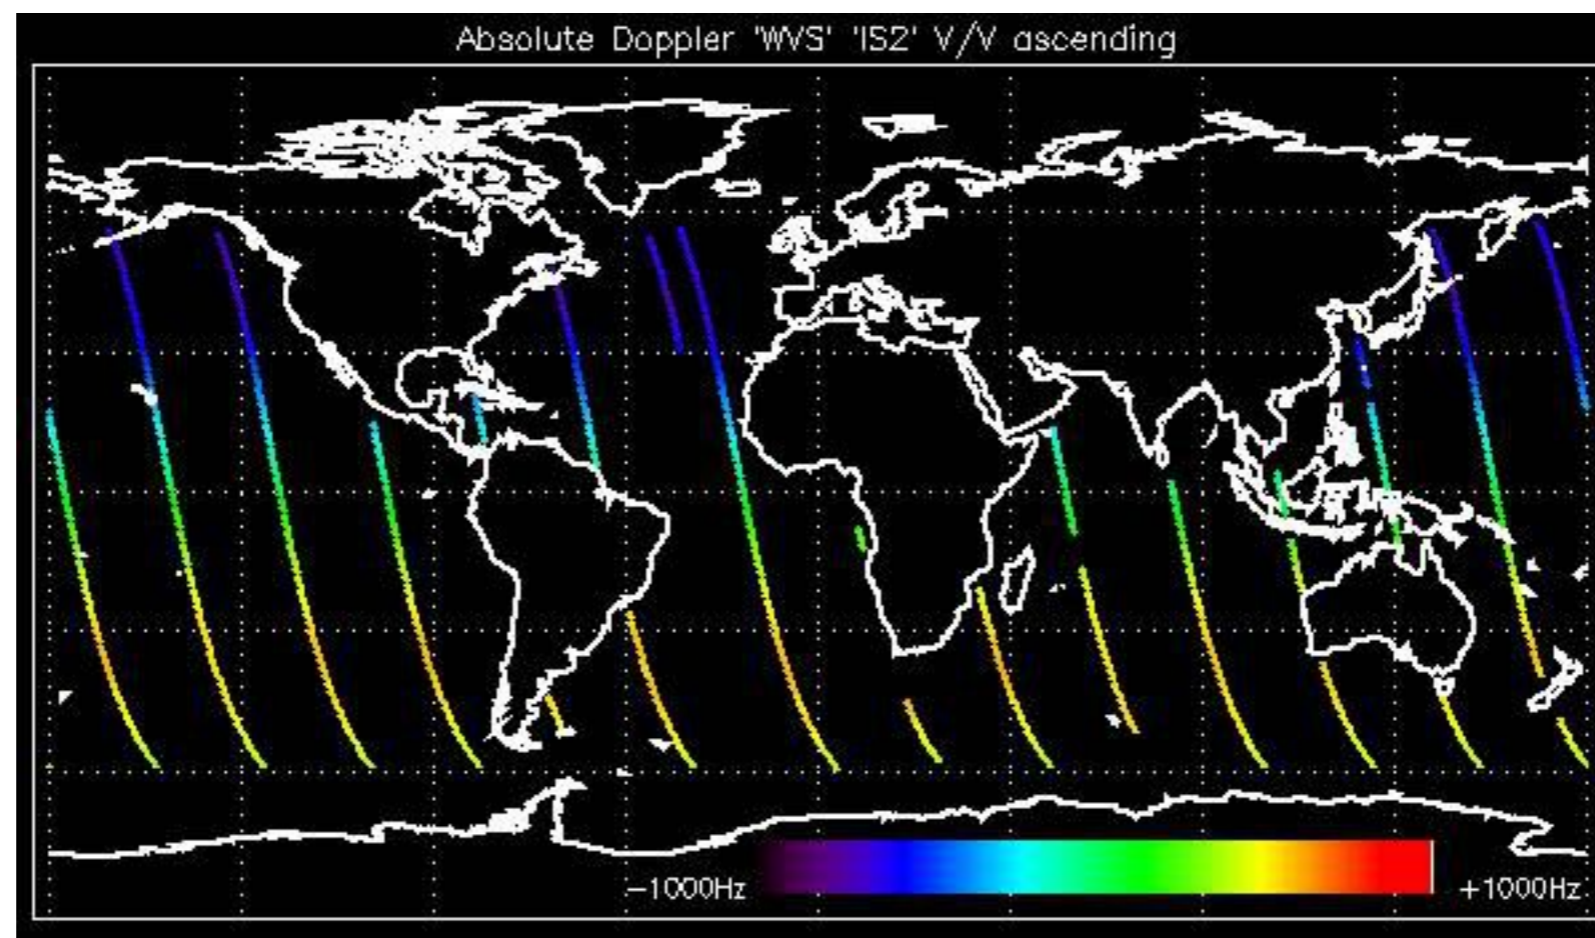 Absolute Doppler 'WVS' 'IS2' V/V ascending
−1000Hz +1000Hz